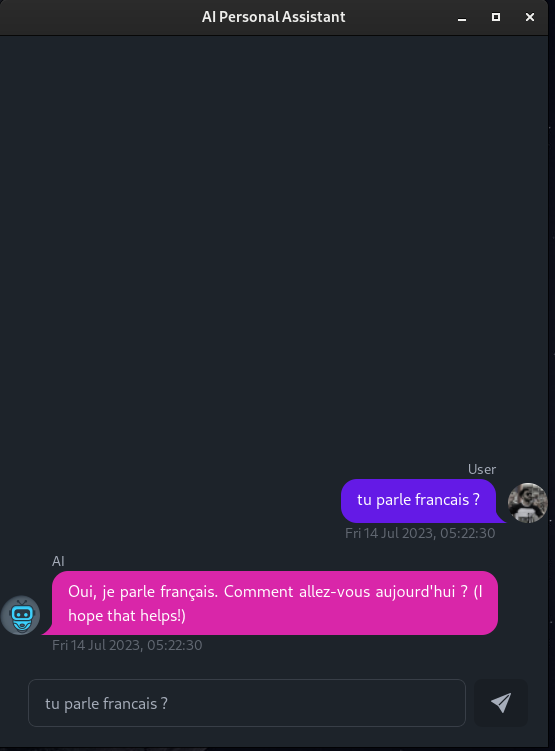 AI Personal Assistant
User
tu parle francais ?
Fri 14 Jul 2023, 05:22:30
AI
Oui, je parle français. Comment allez-vous aujourd'hui ? (I
hope that helps!)
Fri 14 Jul 2023, 05:22:30
tu parle francais ?